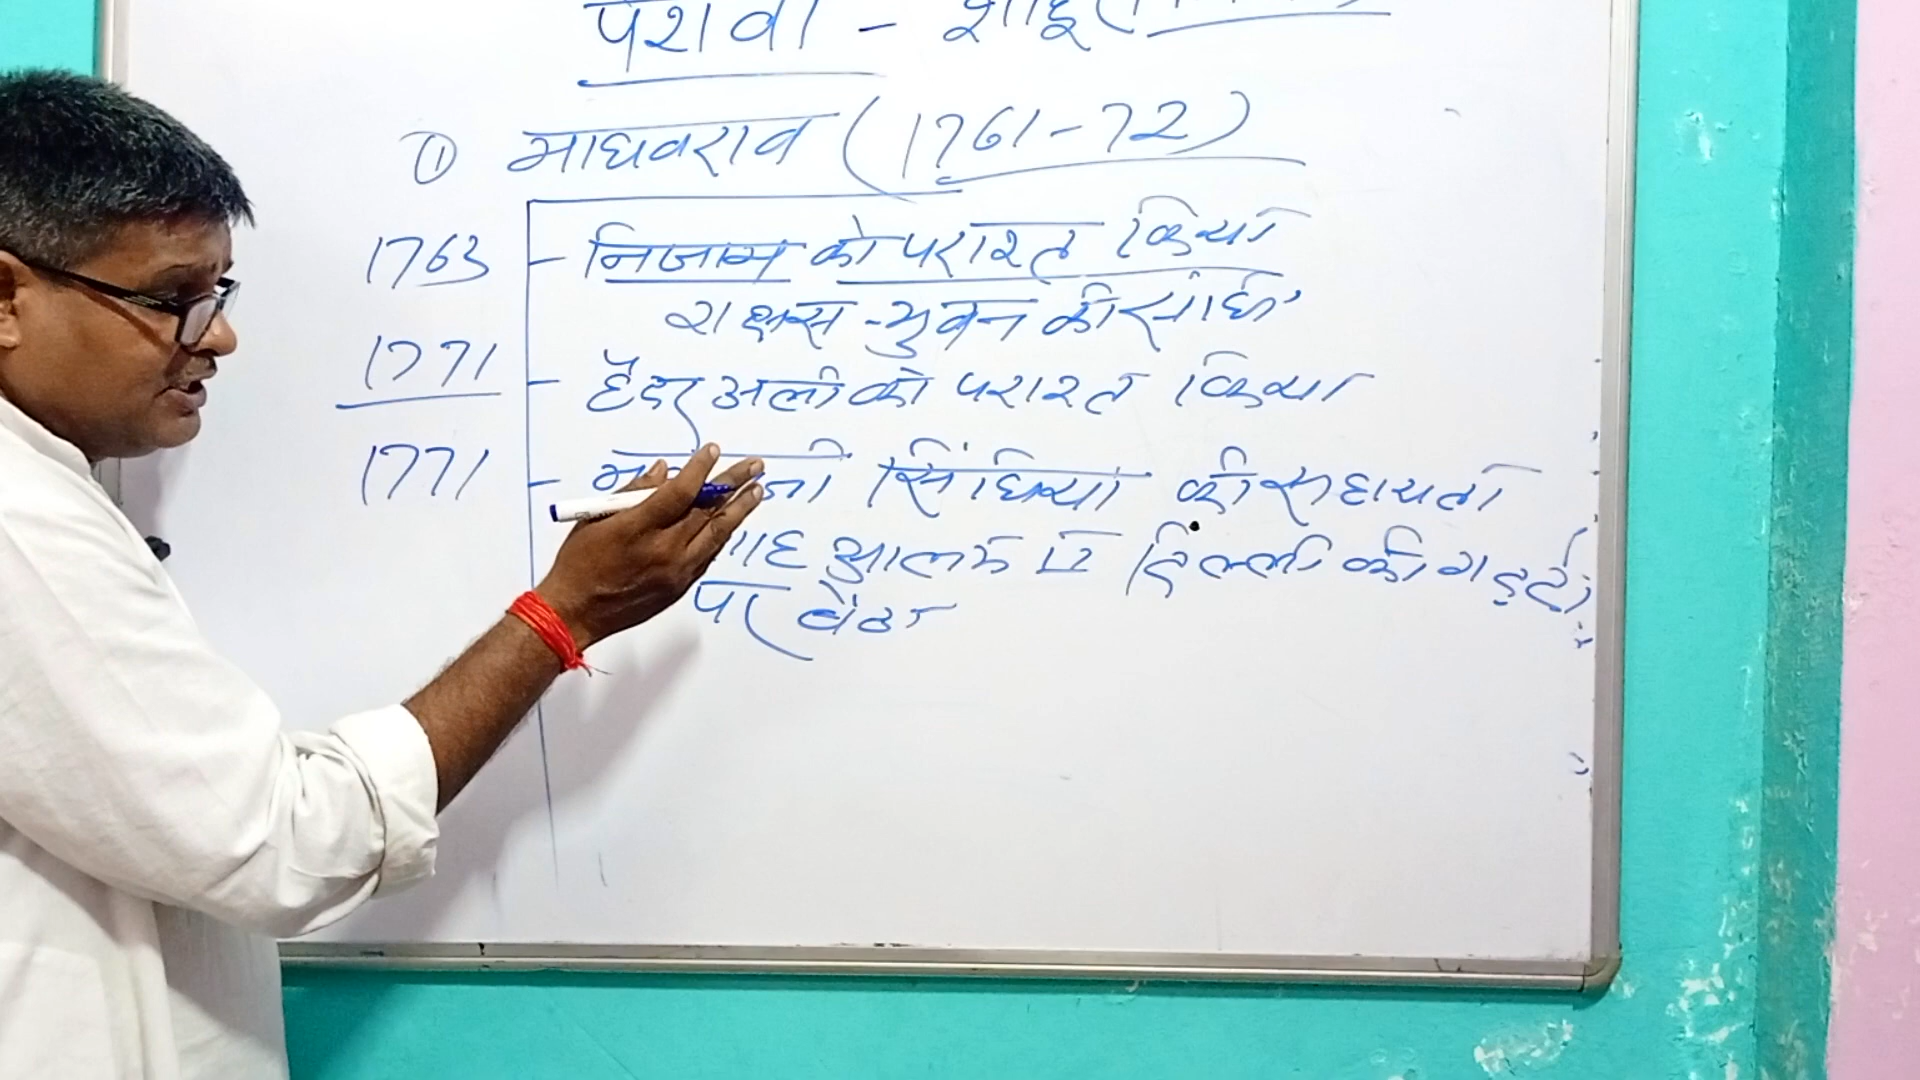 पेशवा - शाहू
① माधवराव (1761-72)
1763 - निजाम को परास्त किया
राक्षस-भुवन की संधि
1771 - हैदर अली को परास्त किया
1771 - सिंधिया की सहायता
शाह आलम II दिल्ली की गद्दी
पर बैठा